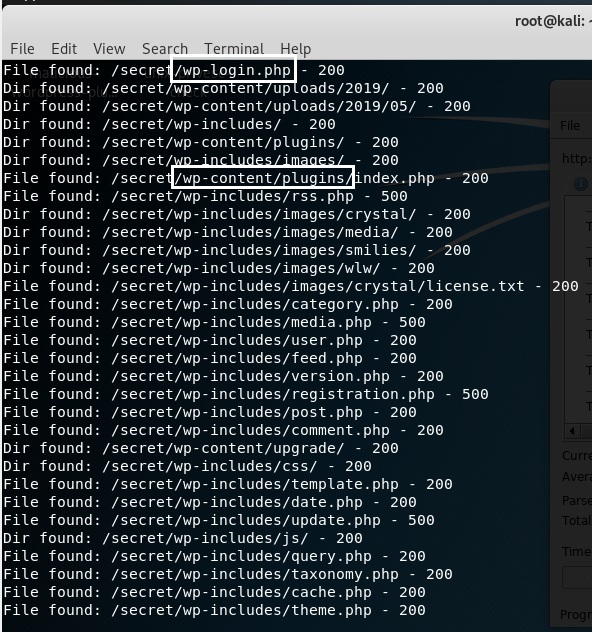 root@kali:
File Edit View Search Terminal Help
File found: /secret/wp-login.php - 200
Dir found: /secret/wp-content/uploads/2019/ - 200
Dir found: /secret/wp-content/uploads/2019/05/ - 200
Dir found: /secret/wp-includes/ - 200
Dir found: /secret/wp-content/plugins/ - 200
Dir found: /secret/wp-includes/images/ - 200
File found: /secret/wp-content/plugins/index.php - 200
File found: /secret/wp-includes/rss.php - 500
Dir found: /secret/wp-includes/images/crystal/ - 200
Dir found: /secret/wp-includes/images/media/ - 200
Dir found: /secret/wp-includes/images/smilies/ - 200
Dir found: /secret/wp-includes/images/wlw/ - 200
File found: /secret/wp-includes/images/crystal/license.txt - 200
File found: /secret/wp-includes/category.php - 200
File found: /secret/wp-includes/media.php - 500
File found: /secret/wp-includes/user.php - 200
File found: /secret/wp-includes/feed.php - 200
File found: /secret/wp-includes/version.php - 200
File found: /secret/wp-includes/registration.php - 500
File found: /secret/wp-includes/post.php - 200
File found: /secret/wp-includes/comment.php - 200
Dir found: /secret/wp-content/upgrade/ - 200
Dir found: /secret/wp-includes/css/ - 200
File found: /secret/wp-includes/template.php - 200
File found: /secret/wp-includes/date.php - 200
File found: /secret/wp-includes/update.php - 500
Dir found: /secret/wp-includes/js/ - 200
File found: /secret/wp-includes/query.php - 200
File found: /secret/wp-includes/taxonomy.php - 200
File found: /secret/wp-includes/cache.php - 200
File found: /secret/wp-includes/theme.php - 200
File
http:
Curre
Avera
Parse
Total
Time
Progr